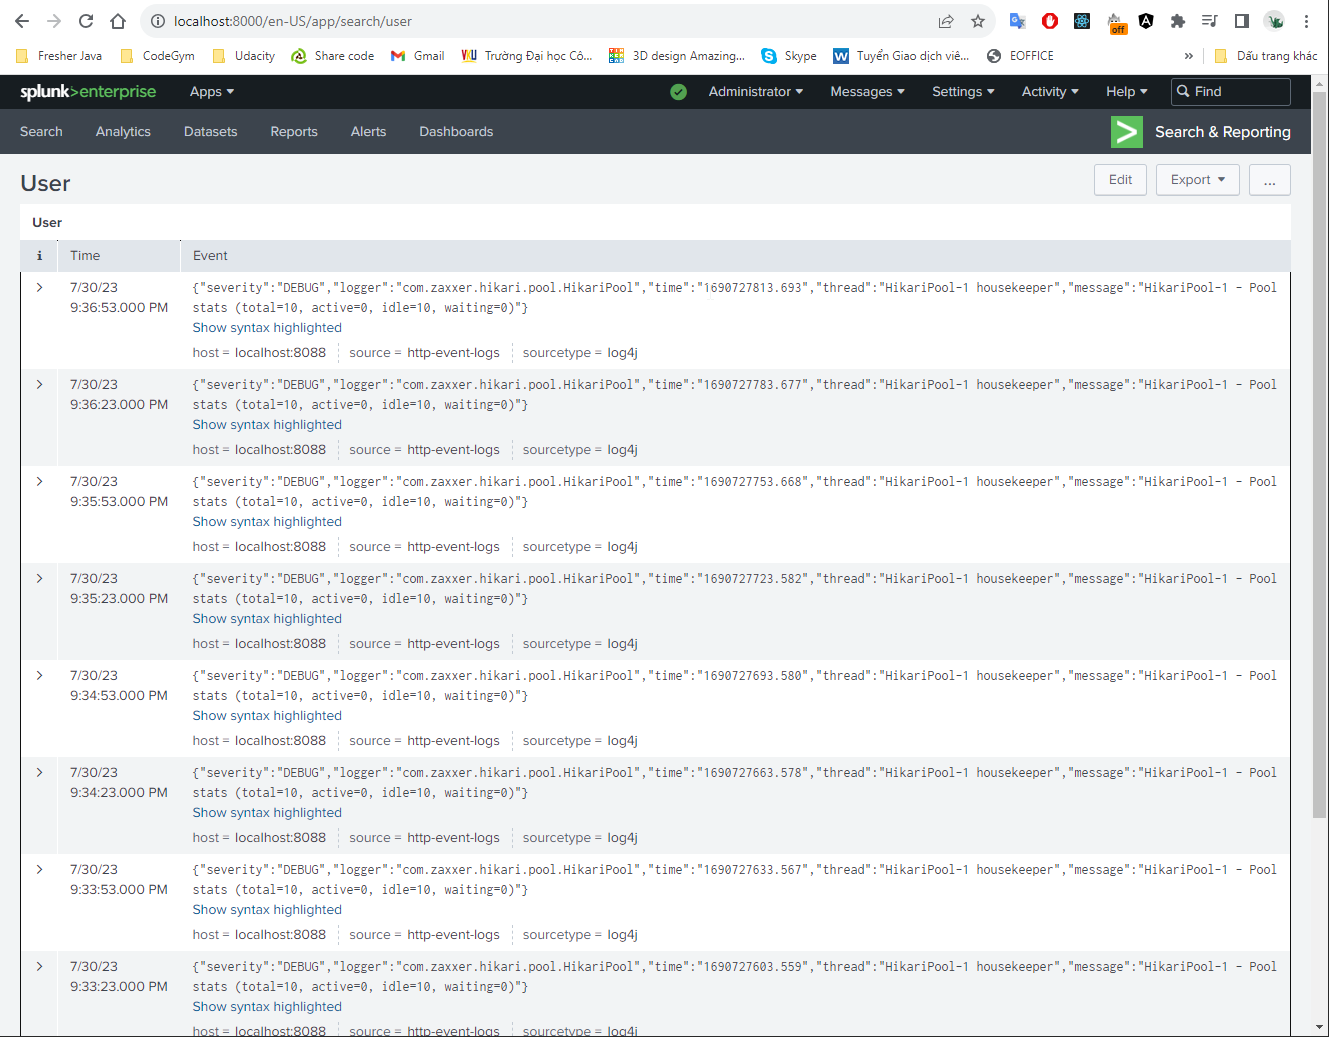 localhost:8000/en-US/app/search/user
off
Fresher Java CodeGym Udacity Share code Gmail Trường Đại học Cô... 3D design Amazing... Skype Tuyển Giao dịch viê... EOFFICE » Dấu trang khác
splunk>enterprise Apps Administrator Messages Settings Activity Help Find
Search Analytics Datasets Reports Alerts Dashboards Search & Reporting
User Edit Export ...
User
i Time Event
7/30/23 {"severity":"DEBUG","logger":"com.zaxxer.hikari.pool.HikariPool","time":"1690727813.693","thread":"HikariPool-1 housekeeper","message":"HikariPool-1 - Pool
9:36:53.000 PM stats (total=10, active=0, idle=10, waiting=0)"}
Show syntax highlighted
host = localhost:8088 source = http-event-logs sourcetype = log4j
7/30/23 {"severity":"DEBUG","logger":"com.zaxxer.hikari.pool.HikariPool","time":"1690727783.677","thread":"HikariPool-1 housekeeper","message":"HikariPool-1 - Pool
9:36:23.000 PM stats (total=10, active=0, idle=10, waiting=0)"}
Show syntax highlighted
host = localhost:8088 source = http-event-logs sourcetype = log4j
7/30/23 {"severity":"DEBUG","logger":"com.zaxxer.hikari.pool.HikariPool","time":"1690727753.668","thread":"HikariPool-1 housekeeper","message":"HikariPool-1 - Pool
9:35:53.000 PM stats (total=10, active=0, idle=10, waiting=0)"}
Show syntax highlighted
host = localhost:8088 source = http-event-logs sourcetype = log4j
7/30/23 {"severity":"DEBUG","logger":"com.zaxxer.hikari.pool.HikariPool","time":"1690727723.582","thread":"HikariPool-1 housekeeper","message":"HikariPool-1 - Pool
9:35:23.000 PM stats (total=10, active=0, idle=10, waiting=0)"}
Show syntax highlighted
host = localhost:8088 source = http-event-logs sourcetype = log4j
7/30/23 {"severity":"DEBUG","logger":"com.zaxxer.hikari.pool.HikariPool","time":"1690727693.580","thread":"HikariPool-1 housekeeper","message":"HikariPool-1 - Pool
9:34:53.000 PM stats (total=10, active=0, idle=10, waiting=0)"}
Show syntax highlighted
host = localhost:8088 source = http-event-logs sourcetype = log4j
7/30/23 {"severity":"DEBUG","logger":"com.zaxxer.hikari.pool.HikariPool","time":"1690727663.578","thread":"HikariPool-1 housekeeper","message":"HikariPool-1 - Pool
9:34:23.000 PM stats (total=10, active=0, idle=10, waiting=0)"}
Show syntax highlighted
host = localhost:8088 source = http-event-logs sourcetype = log4j
7/30/23 {"severity":"DEBUG","logger":"com.zaxxer.hikari.pool.HikariPool","time":"1690727633.567","thread":"HikariPool-1 housekeeper","message":"HikariPool-1 - Pool
9:33:53.000 PM stats (total=10, active=0, idle=10, waiting=0)"}
Show syntax highlighted
host = localhost:8088 source = http-event-logs sourcetype = log4j
7/30/23 {"severity":"DEBUG","logger":"com.zaxxer.hikari.pool.HikariPool","time":"1690727603.559","thread":"HikariPool-1 housekeeper","message":"HikariPool-1 - Pool
9:33:23.000 PM stats (total=10, active=0, idle=10, waiting=0)"}
Show syntax highlighted
host = localhost:8088 source = http-event-logs sourcetype = log4j